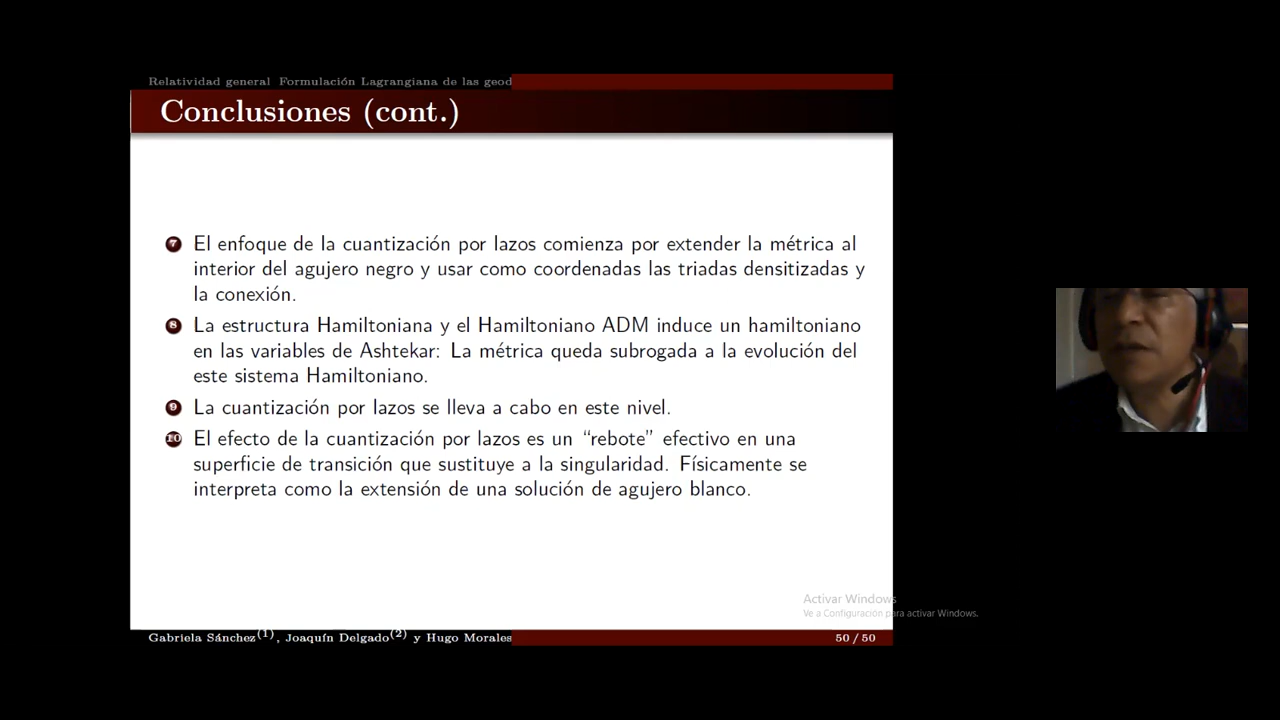 Relatividad general Formulación Lagrangiana de las geod
Conclusiones (cont.)
7 El enfoque de la cuantización por lazos comienza por extender la métrica al
interior del agujero negro y usar como coordenadas las triadas densitizadas y
la conexión.
8 La estructura Hamiltoniana y el Hamiltoniano ADM induce un hamiltoniano
en las variables de Ashtekar: La métrica queda subrogada a la evolución del
este sistema Hamiltoniano.
9 La cuantización por lazos se lleva a cabo en este nivel.
10 El efecto de la cuantización por lazos es un “rebote” efectivo en una
superficie de transición que sustituye a la singularidad. Físicamente se
interpreta como la extensión de una solución de agujero blanco.
Activar Windows
Ve a Configuración para activar Windows.
Gabriela Sánchez(1), Joaquín Delgado(2) y Hugo Morales
50 / 50